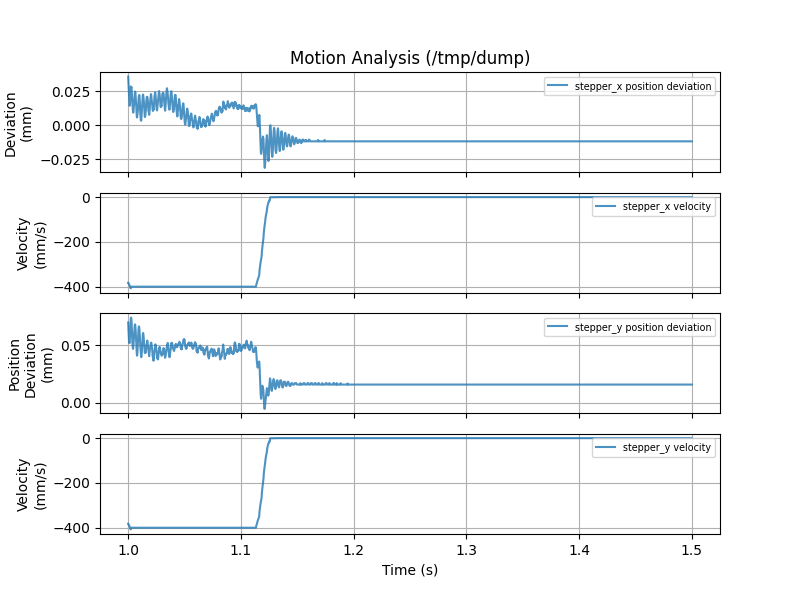 Motion Analysis (/tmp/dump)
Deviation
(mm)
0.025
0.000
−0.025
stepper_x position deviation
Velocity
(mm/s)
0
−200
−400
stepper_x velocity
Position
Deviation
(mm)
0.05
0.00
stepper_y position deviation
Velocity
(mm/s)
0
−200
−400
stepper_y velocity
1.0 1.1 1.2 1.3 1.4 1.5
Time (s)